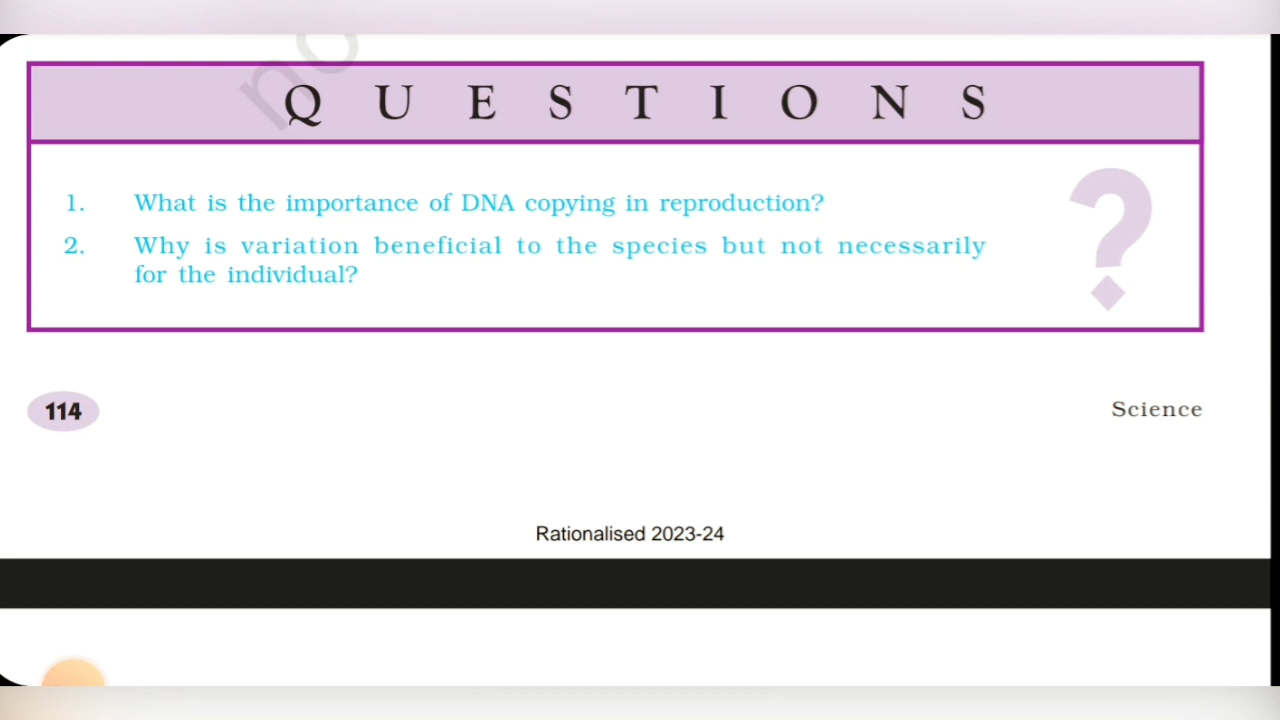 Q U E S T I O N S
1. What is the importance of DNA copying in reproduction?
2. Why is variation beneficial to the species but not necessarily
for the individual?
?
114
Science
Rationalised 2023-24